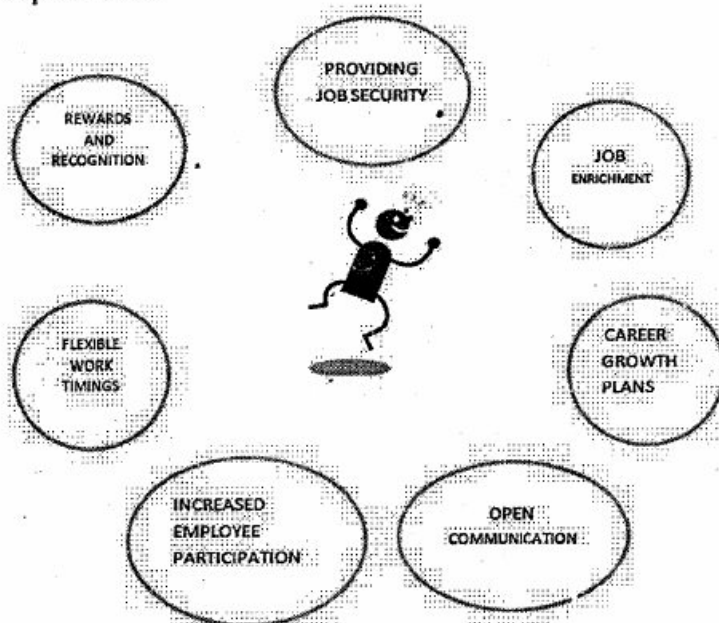 PROVIDING
JOB SECURITY
REWARDS
AND
RECOGNITION
JOB
ENRICHMENT
FLEXIBLE
WORK
TIMINGS
CAREER
GROWTH
PLANS
INCREASED
EMPLOYEE
PARTICIPATION
OPEN
COMMUNICATION